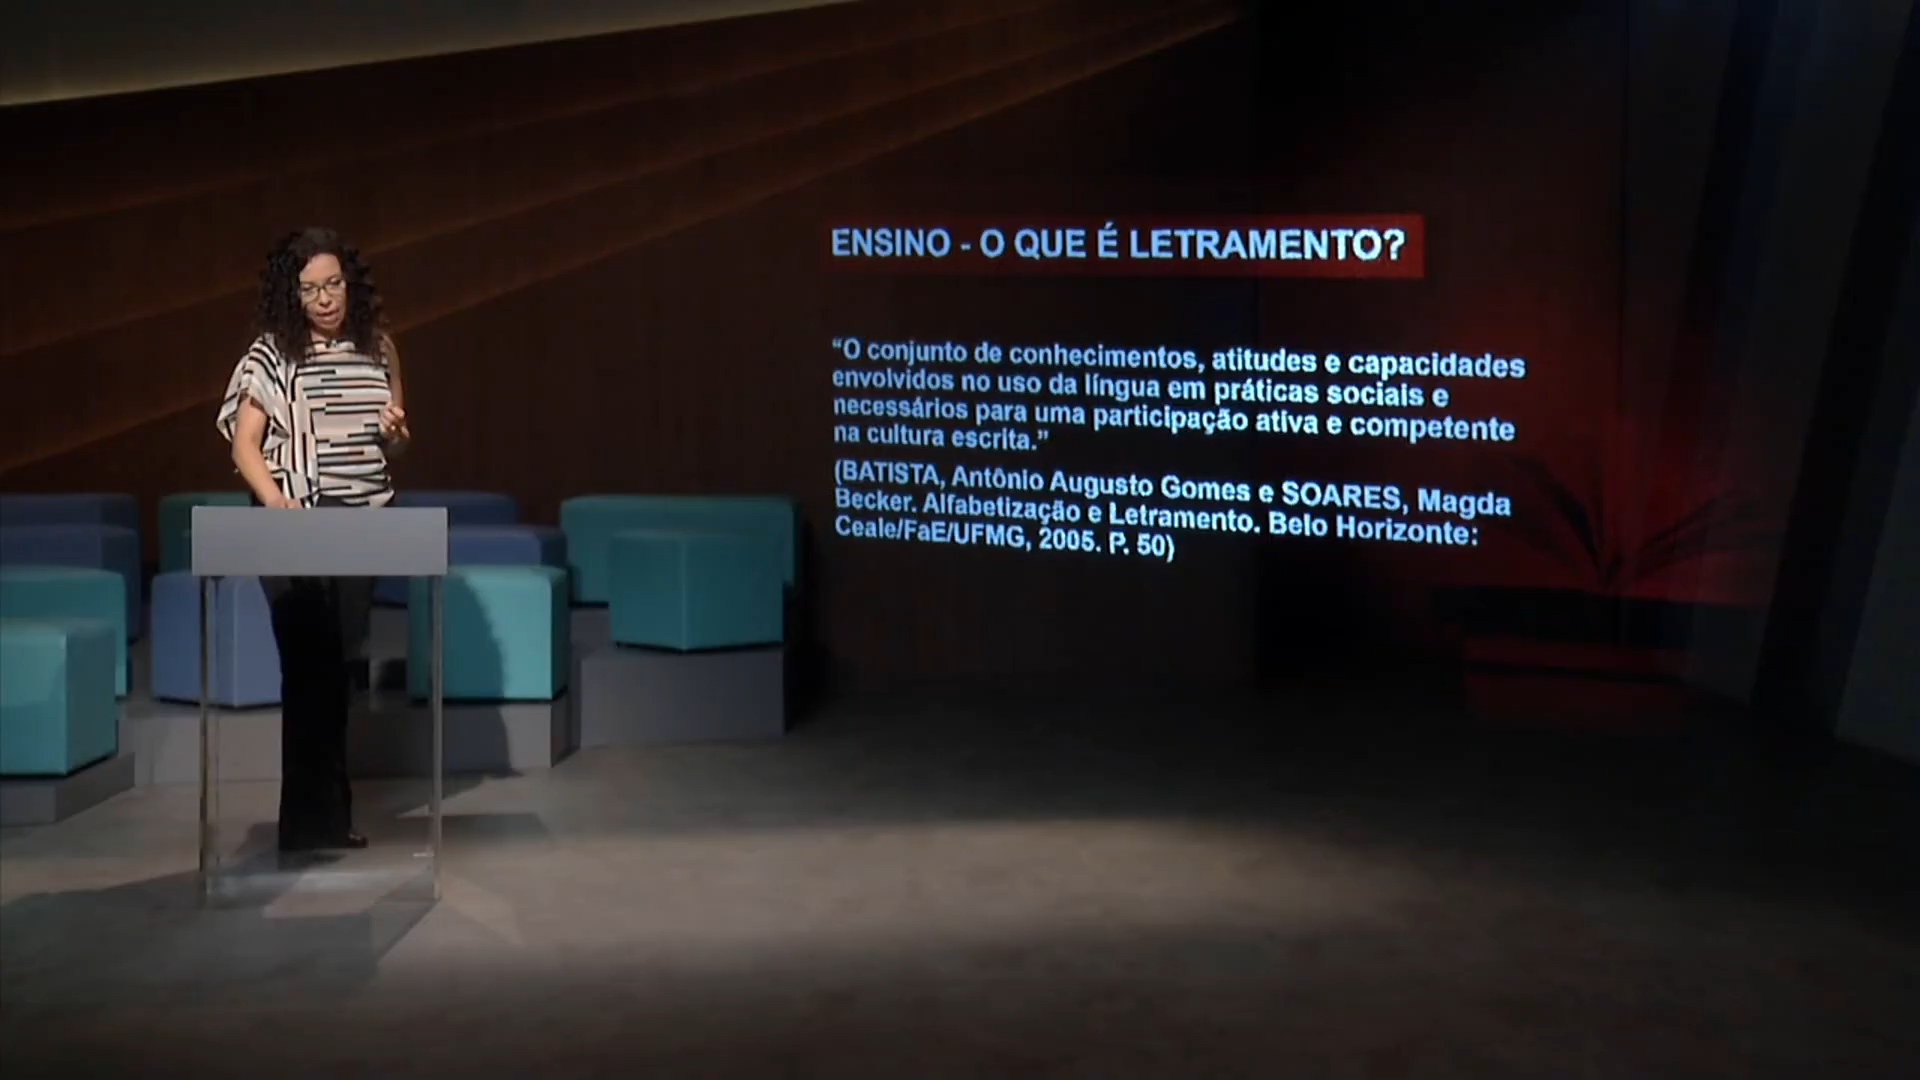 ENSINO - O QUE É LETRAMENTO?
“O conjunto de conhecimentos, atitudes e capacidades
envolvidos no uso da língua em práticas sociais e
necessários para uma participação ativa e competente
na cultura escrita.”
(BATISTA, Antônio Augusto Gomes e SOARES, Magda
Becker. Alfabetização e Letramento. Belo Horizonte:
Ceale/FaE/UFMG, 2005. P. 50)